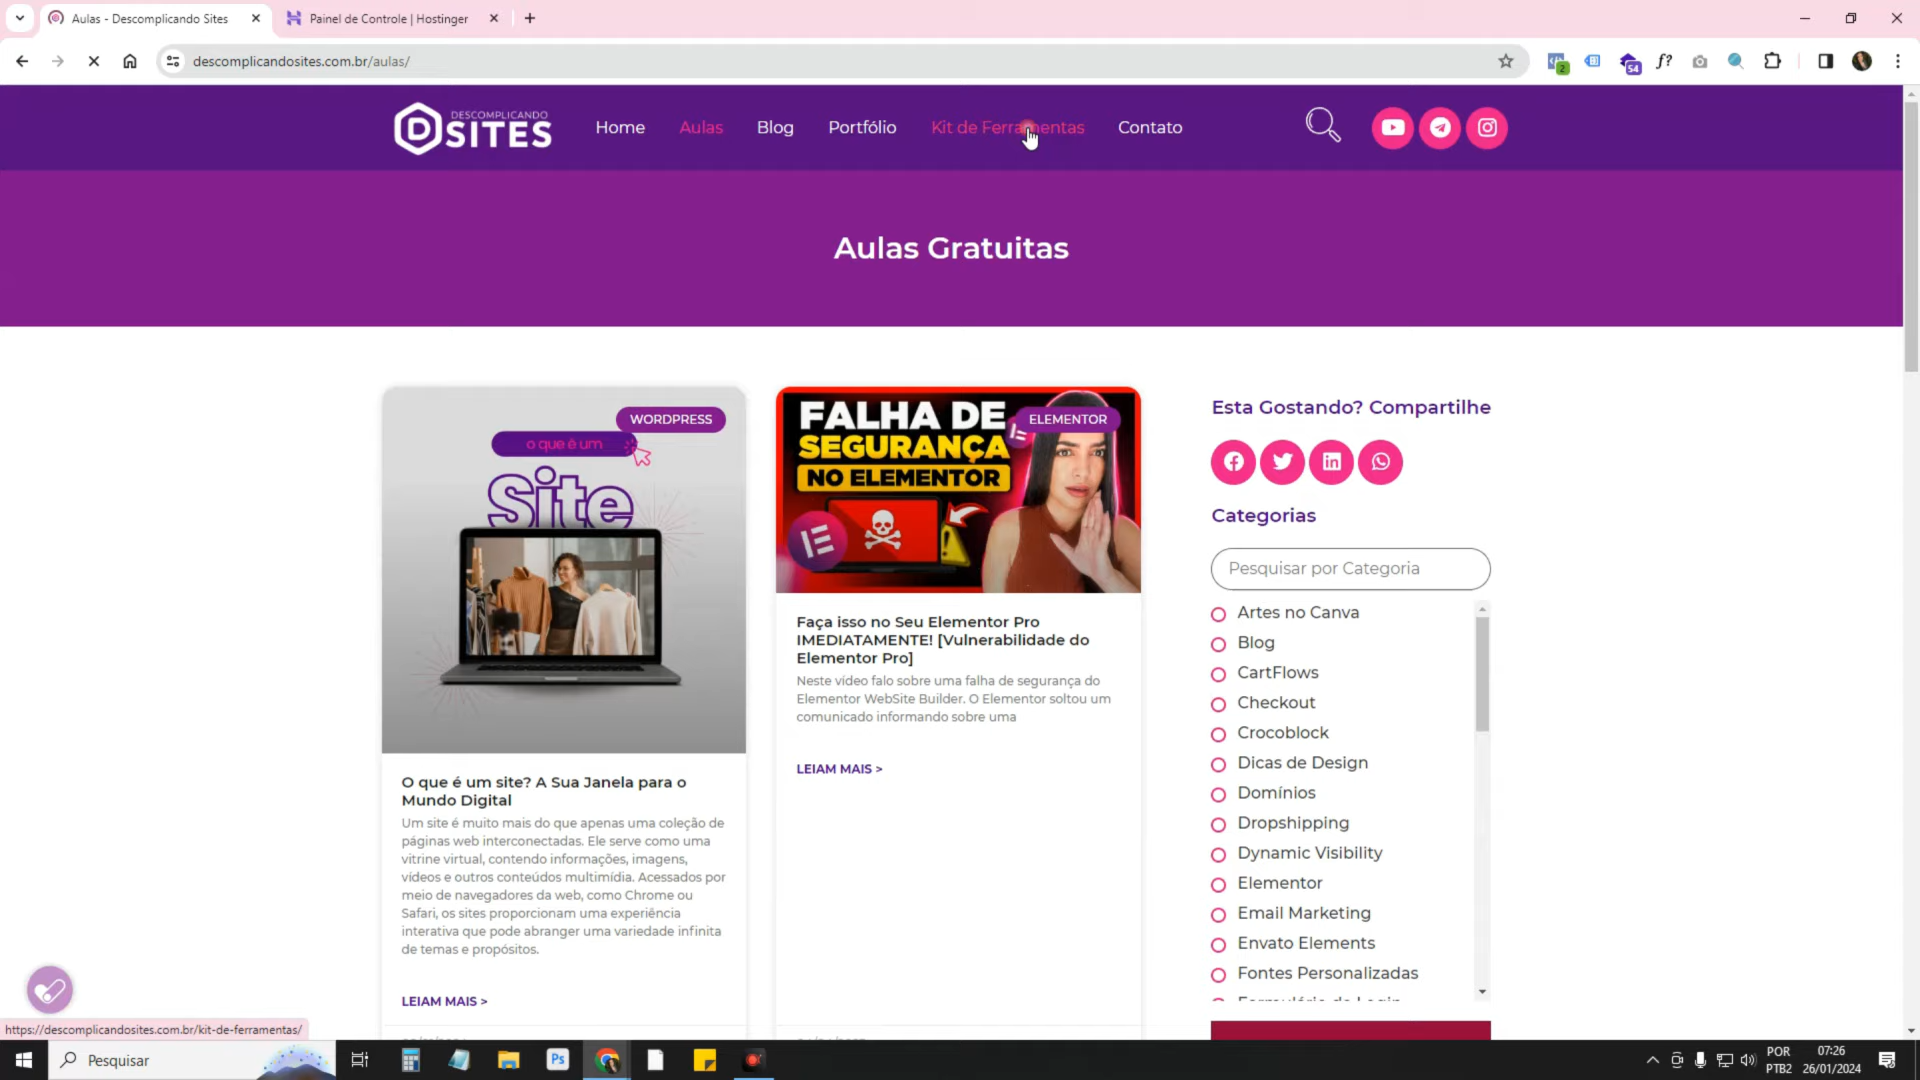 Aulas - Descomplicando Sites
Painel de Controle | Hostinger
descomplicandosites.com.br/aulas/
2
54
f?
DESCOMPLICANDO
SITES
Home
Aulas
Blog
Portfólio
Kit de Ferramentas
Contato
Aulas Gratuitas
WORDPRESS
o que é um
Site
O que é um site? A Sua Janela para o
Mundo Digital
Um site é muito mais do que apenas uma coleção de
páginas web interconectadas. Ele serve como uma
vitrine virtual, contendo informações, imagens,
vídeos e outros conteúdos multimídia. Acessados por
meio de navegadores da web, como Chrome ou
Safari, os sites proporcionam uma experiência
interativa que pode abranger uma variedade infinita
de temas e propósitos.
LEIAM MAIS >
FALHA DE
SEGURANÇA
NO ELEMENTOR
ELEMENTOR
Faça isso no Seu Elementor Pro
IMEDIATAMENTE! [Vulnerabilidade do
Elementor Pro]
Neste vídeo falo sobre uma falha de segurança do
Elementor WebSite Builder. O Elementor soltou um
comunicado informando sobre uma
LEIAM MAIS >
Esta Gostando? Compartilhe
Categorias
Pesquisar por Categoria
Artes no Canva
Blog
CartFlows
Checkout
Crocoblock
Dicas de Design
Domínios
Dropshipping
Dynamic Visibility
Elementor
Email Marketing
Envato Elements
Fontes Personalizadas
Formulário de Login
https://descomplicandosites.com.br/kit-de-ferramentas/
Pesquisar
Ps
POR
PTB2
07:26
26/01/2024